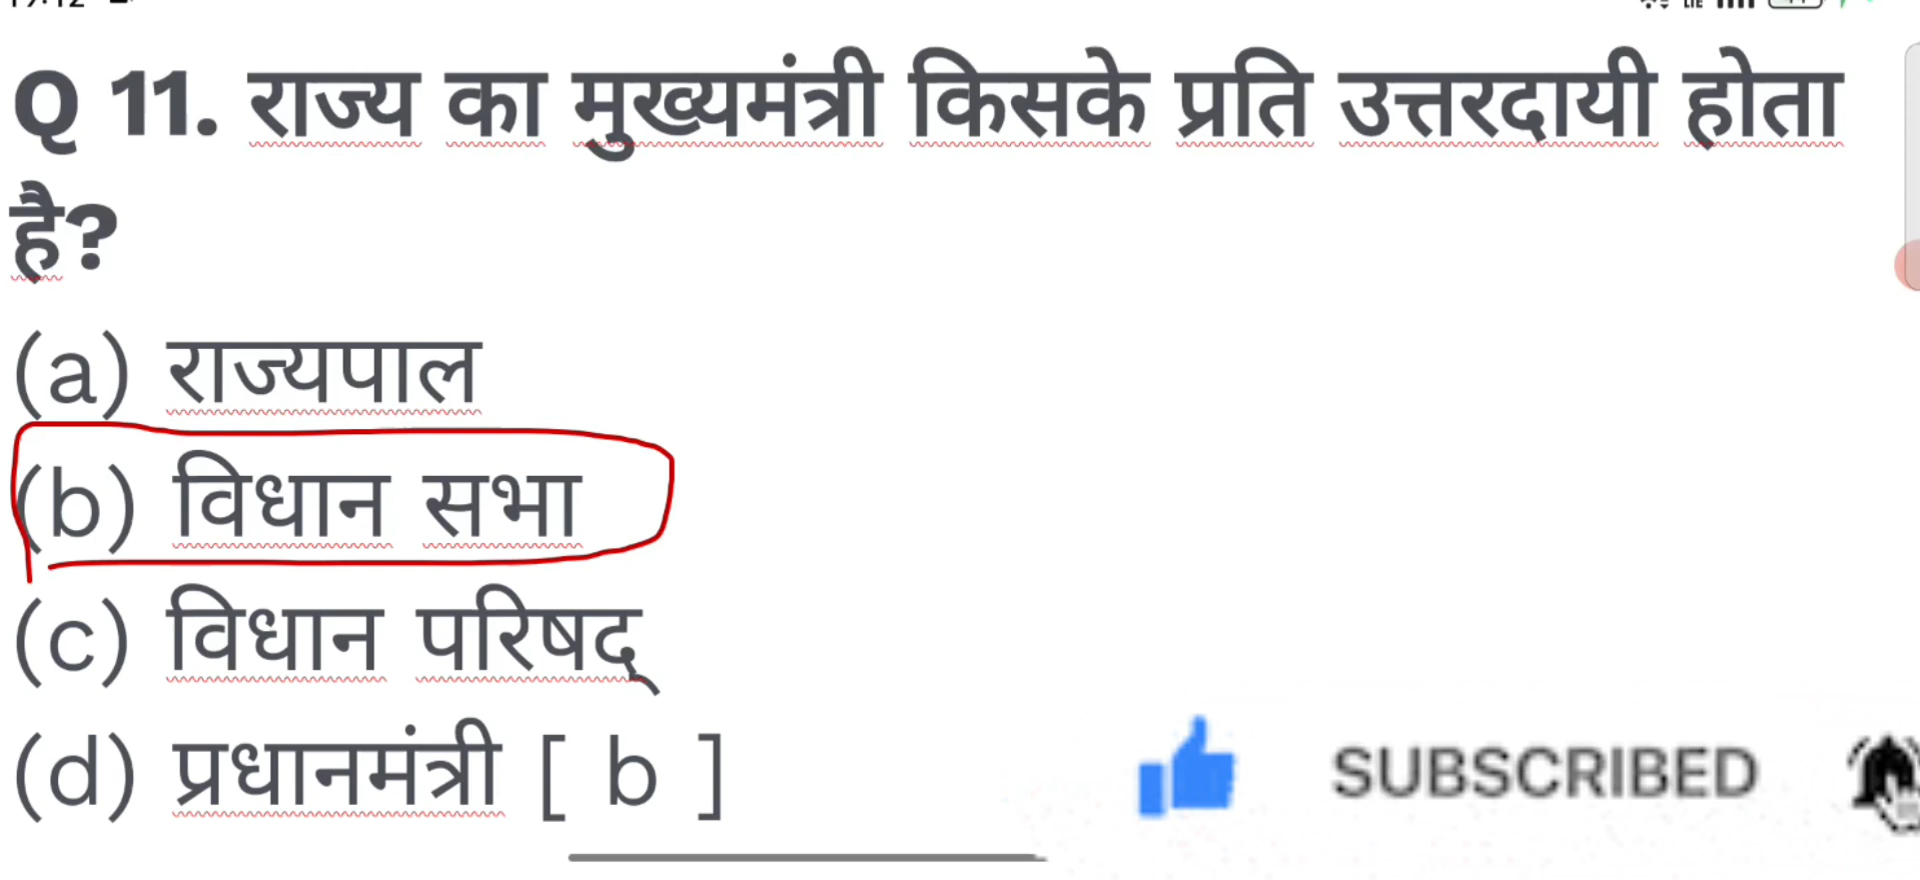 Q 11. राज्य का मुख्यमंत्री किसके प्रति उत्तरदायी होता
है?
(a) राज्यपाल
(b) विधान सभा
(c) विधान परिषद्
(d) प्रधानमंत्री [ b ]
SUBSCRIBED